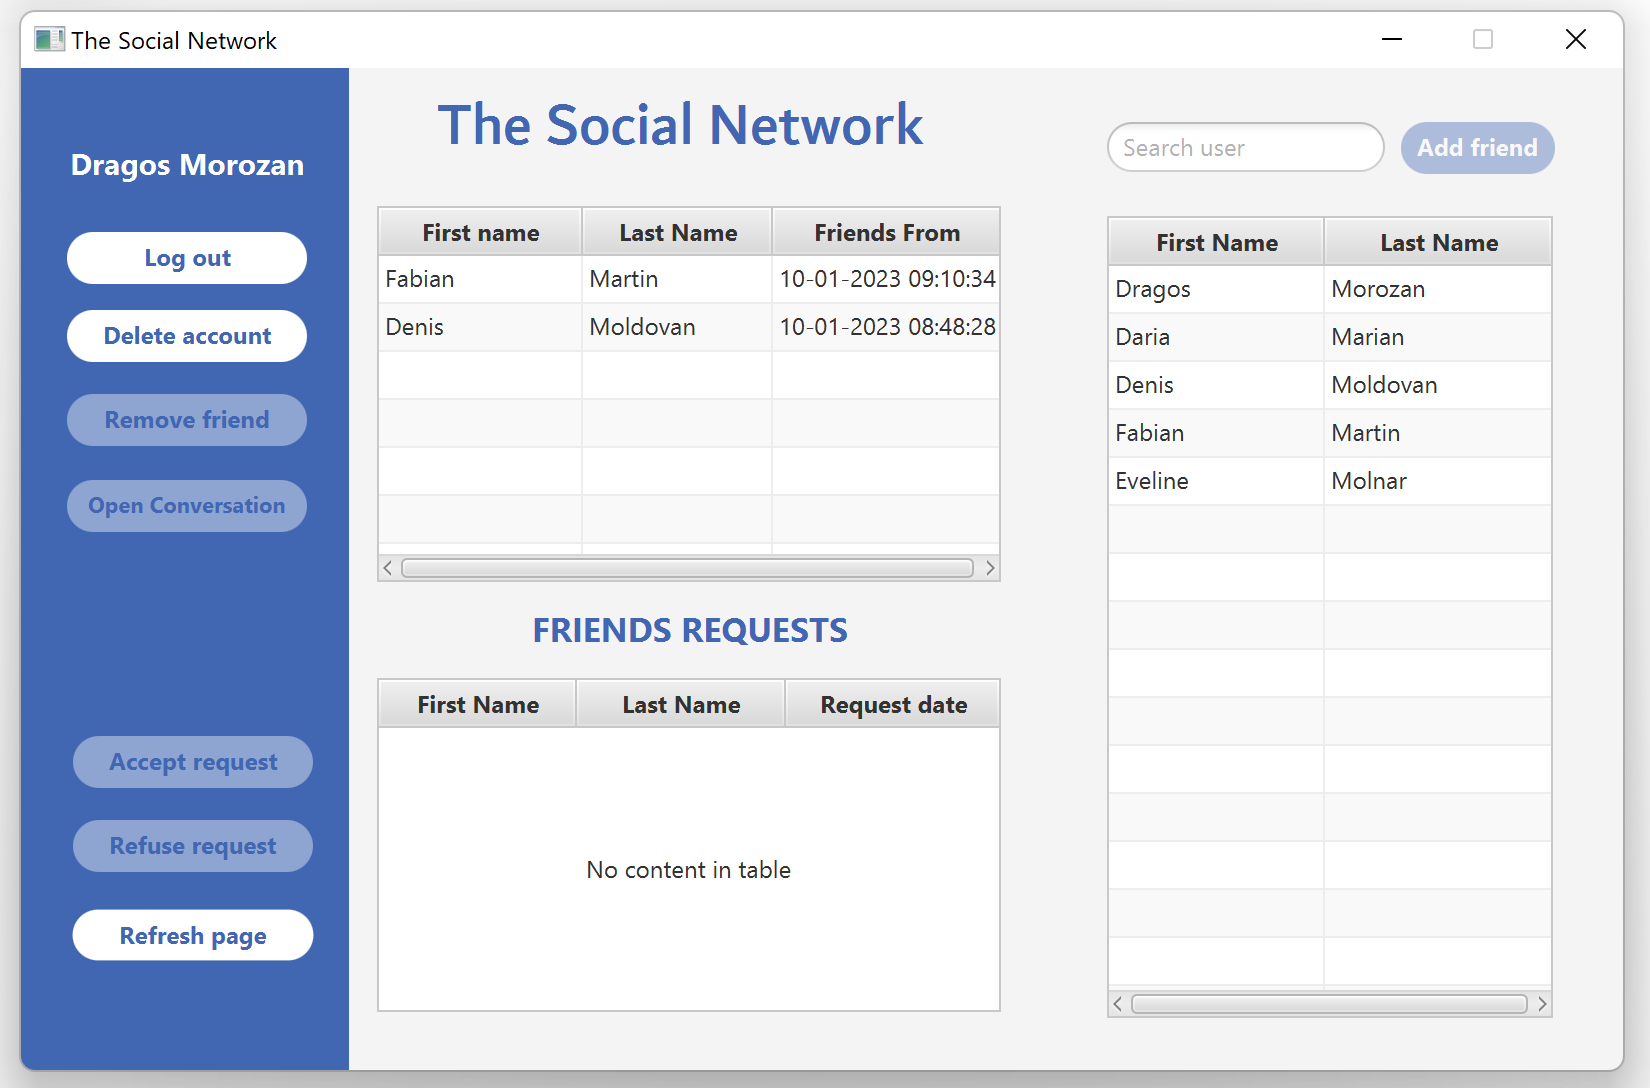 The Social Network
Dragos Morozan
Log out
Delete account
Remove friend
Open Conversation
Accept request
Refuse request
Refresh page
The Social Network
First name Last Name Friends From
Fabian Martin 10-01-2023 09:10:34
Denis Moldovan 10-01-2023 08:48:28
FRIENDS REQUESTS
First Name Last Name Request date
No content in table
Search user Add friend
First Name Last Name
Dragos Morozan
Daria Marian
Denis Moldovan
Fabian Martin
Eveline Molnar